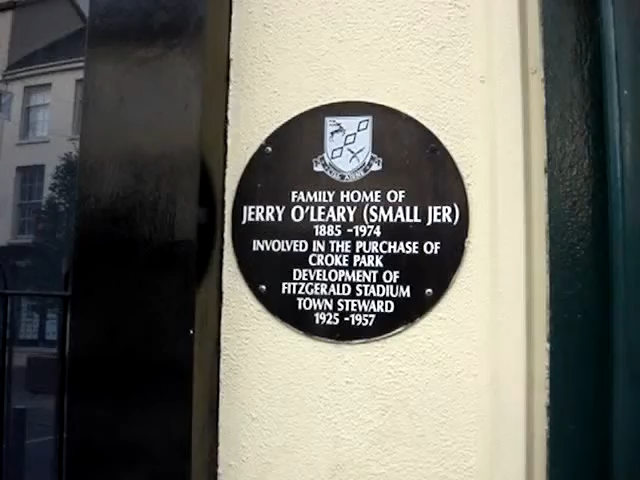 FAMILY HOME OF
JERRY O'LEARY (SMALL JER)
1885 -1974
INVOLVED IN THE PURCHASE OF
CROKE PARK
DEVELOPMENT OF
FITZGERALD STADIUM
TOWN STEWARD
1925 -1957